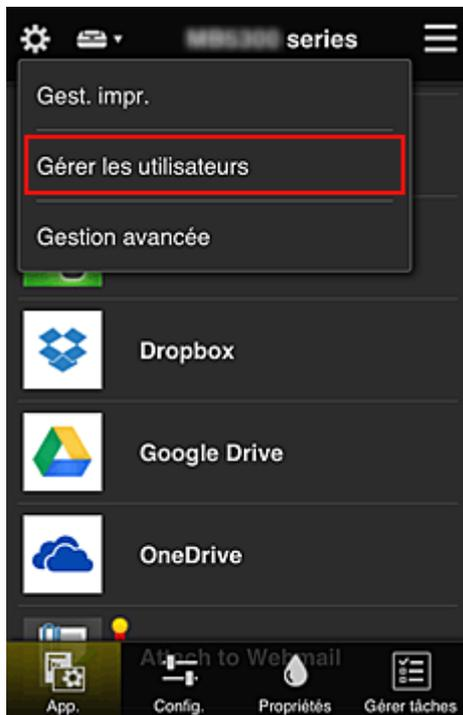 series
Gest. impr.
Gérer les utilisateurs
Gestion avancée
Dropbox
Google Drive
OneDrive
Attach to Webmail
App.
Config.
Propriétés
Gérer tâches